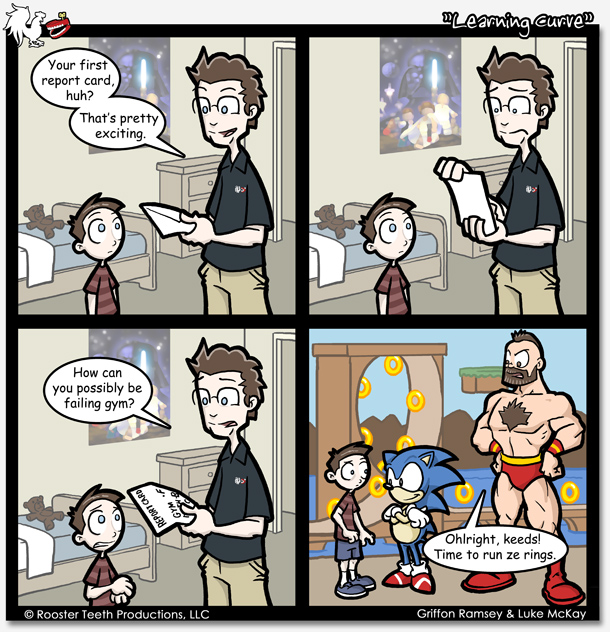 "Learning Curve"
Your first
report card,
huh?
That's pretty
exciting.
How can
you possibly be
failing gym?
REPORT CARD
GYM -F
Ohlright, keeds!
Time to run ze rings.
© Rooster Teeth Productions, LLC
Griffon Ramsey & Luke McKay